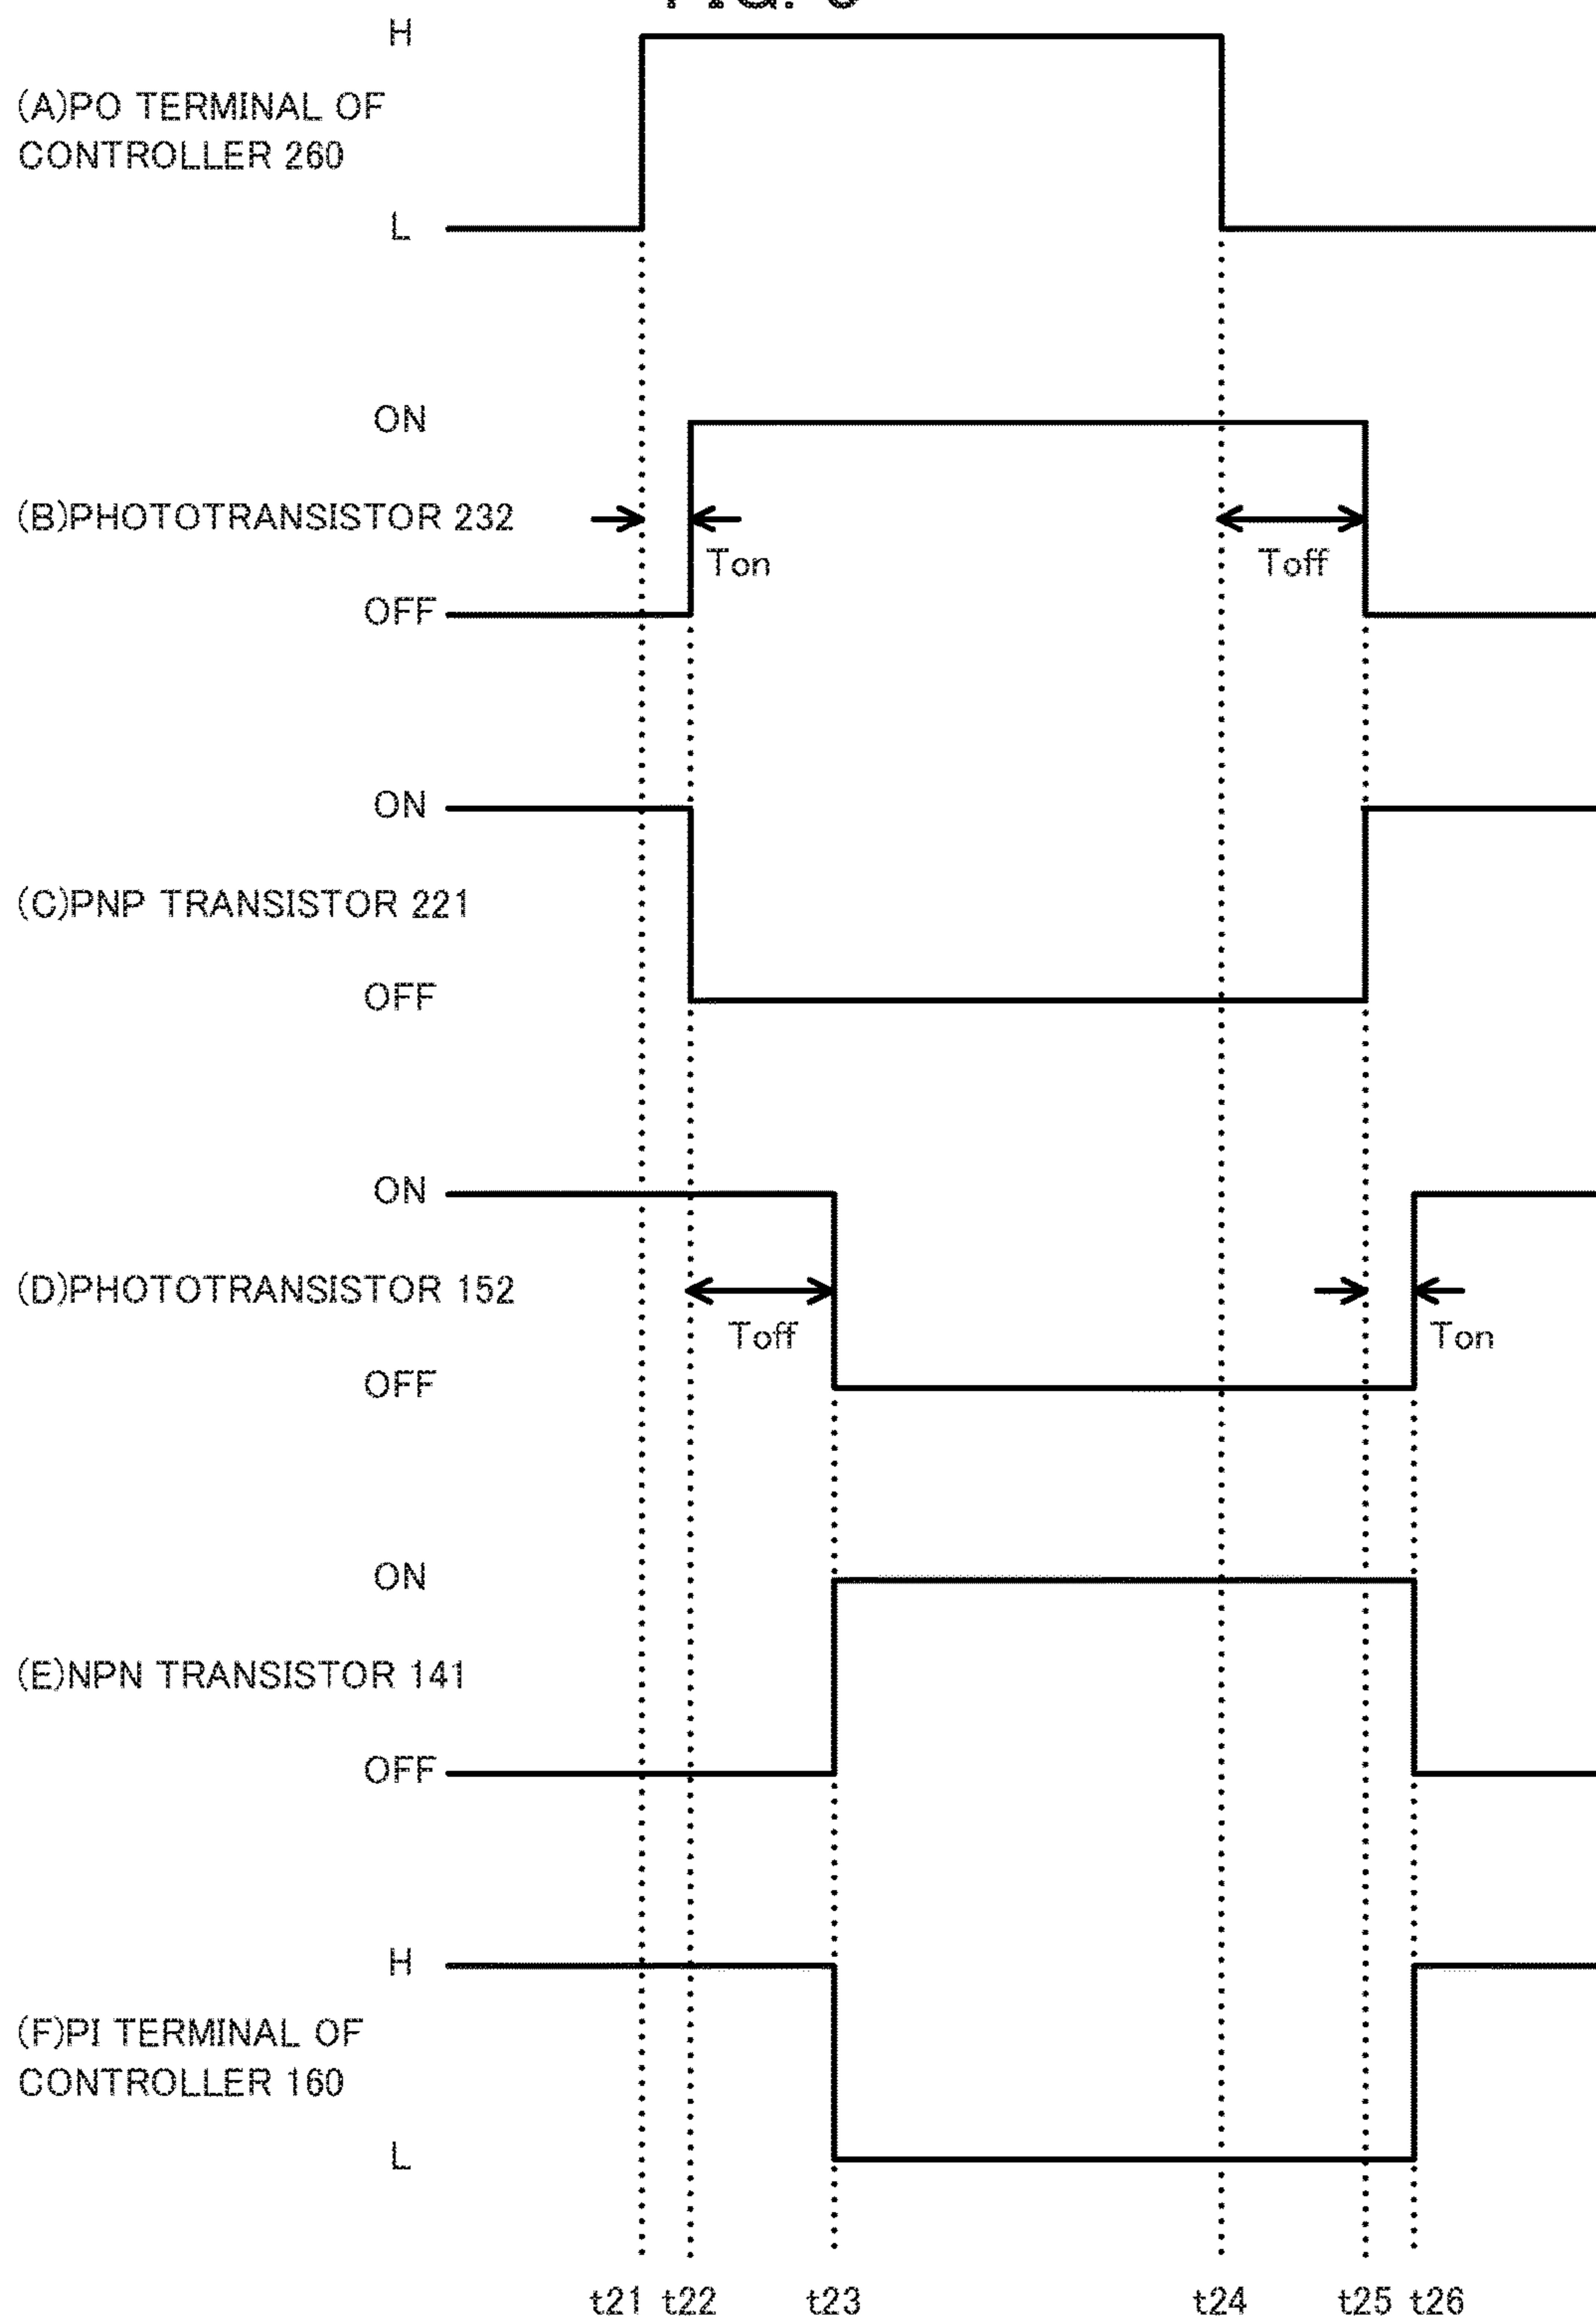 H
(A)PO TERMINAL OF
CONTROLLER 260
L
ON
(B)PHOTOTRANSISTOR 232
Ton
Toff
OFF
ON
(C)PNP TRANSISTOR 221
OFF
ON
(D)PHOTOTRANSISTOR 152
Toff
Ton
OFF
ON
(E)NPN TRANSISTOR 141
OFF
H
(F)PI TERMINAL OF
CONTROLLER 160
L
t21 t22 t23 t24 t25 t26